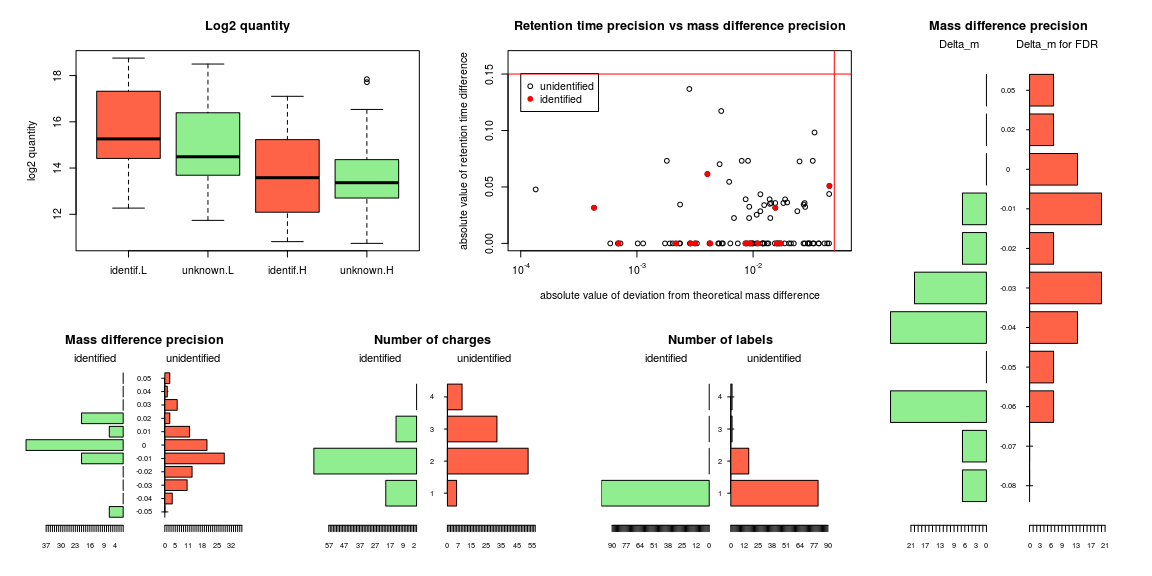 Log2 quantity
log2 quantity
18
16
14
12
identif.L unknown.L identif.H unknown.H
Retention time precision vs mass difference precision
absolute value of retention time difference
0.15
0.10
0.05
0.00
unidentified
identified
10^-4 10^-3 10^-2
absolute value of deviation from theoretical mass difference
Mass difference precision
Delta_m Delta_m for FDR
0.05
0.02
0
-0.01
-0.02
-0.03
-0.04
-0.05
-0.06
-0.07
-0.08
21 17 13 9 6 3 0 0 3 6 9 13 17 21
Mass difference precision
identified unidentified
0.05
0.04
0.03
0.02
0.01
0
-0.01
-0.02
-0.03
-0.04
-0.05
37 30 23 16 9 4 0 5 11 18 25 32
Number of charges
identified unidentified
4
3
2
1
57 47 37 27 17 9 2 0 7 15 25 35 45 55
Number of labels
identified unidentified
4
3
2
1
90 77 64 51 38 25 12 0 0 12 25 38 51 64 77 90